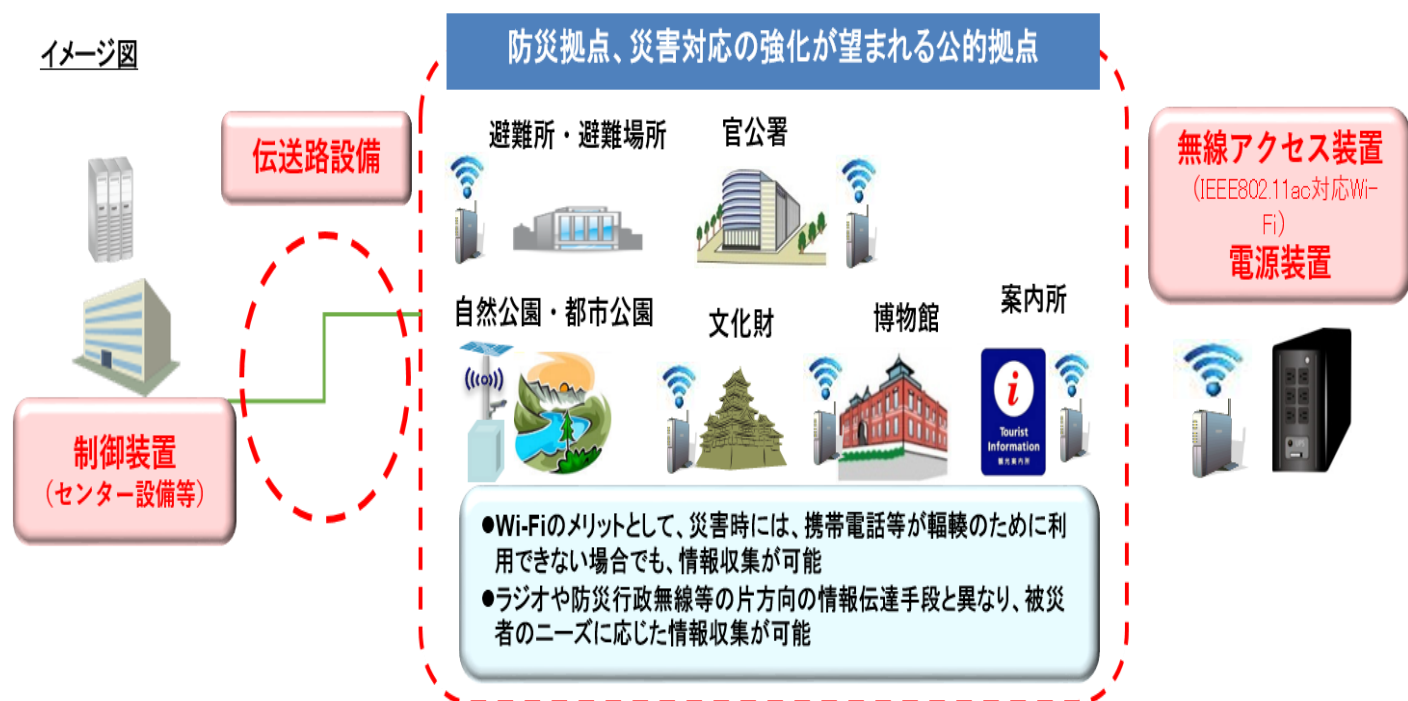 イメージ図
防災拠点、災害対応の強化が望まれる公的拠点
伝送路設備
避難所・避難場所
官公署
無線アクセス装置
（IEEE802.11ac対応Wi-
Fi）
電源装置
自然公園・都市公園
文化財
博物館
案内所
i
Tourist
Information
観光案内所
制御装置
（センター設備等）
●Wi-Fiのメリットとして、災害時には、携帯電話等が輻輳のために利
用できない場合でも、情報収集が可能
●ラジオや防災行政無線等の片方向の情報伝達手段と異なり、被災
者のニーズに応じた情報収集が可能